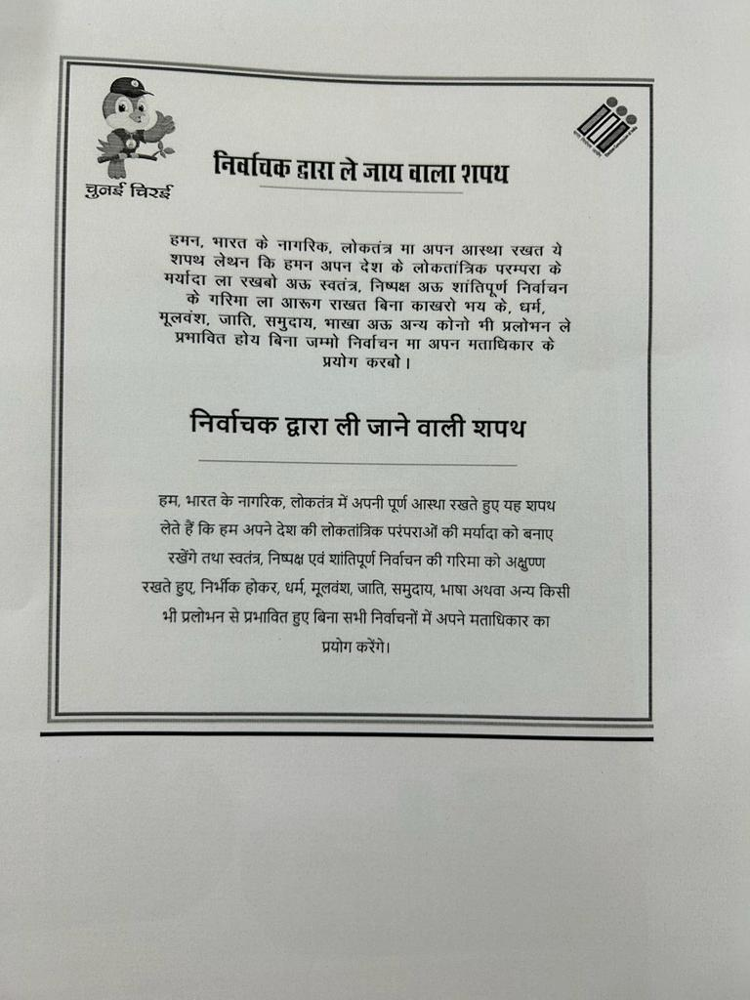 निर्वाचक द्वारा ले जाय वाला शपथ
चुनई चिरई
हमन, भारत के नागरिक, लोकतंत्र मा अपन आस्था रखत ये
शपथ लेथन कि हमन अपन देश के लोकतांत्रिक परम्परा के
मर्यादा ला रखबो अऊ स्वतंत्र, निष्पक्ष अऊ शांतिपूर्ण निर्वाचन
के गरिमा ला आरूग राखत बिना काखरो भय के, धर्म,
मूलवंश, जाति, समुदाय, भाखा अऊ अन्य कोनो भी प्रलोभन ले
प्रभावित होय बिना जम्मो निर्वाचन मा अपन मताधिकार के
प्रयोग करबो।
निर्वाचक द्वारा ली जाने वाली शपथ
हम, भारत के नागरिक, लोकतंत्र में अपनी पूर्ण आस्था रखते हुए यह शपथ
लेते हैं कि हम अपने देश की लोकतांत्रिक परंपराओं की मर्यादा को बनाए
रखेंगे तथा स्वतंत्र, निष्पक्ष एवं शांतिपूर्ण निर्वाचन की गरिमा को अक्षुण्ण
रखते हुए, निर्भीक होकर, धर्म, मूलवंश, जाति, समुदाय, भाषा अथवा अन्य किसी
भी प्रलोभन से प्रभावित हुए बिना सभी निर्वाचनों में अपने मताधिकार का
प्रयोग करेंगे।